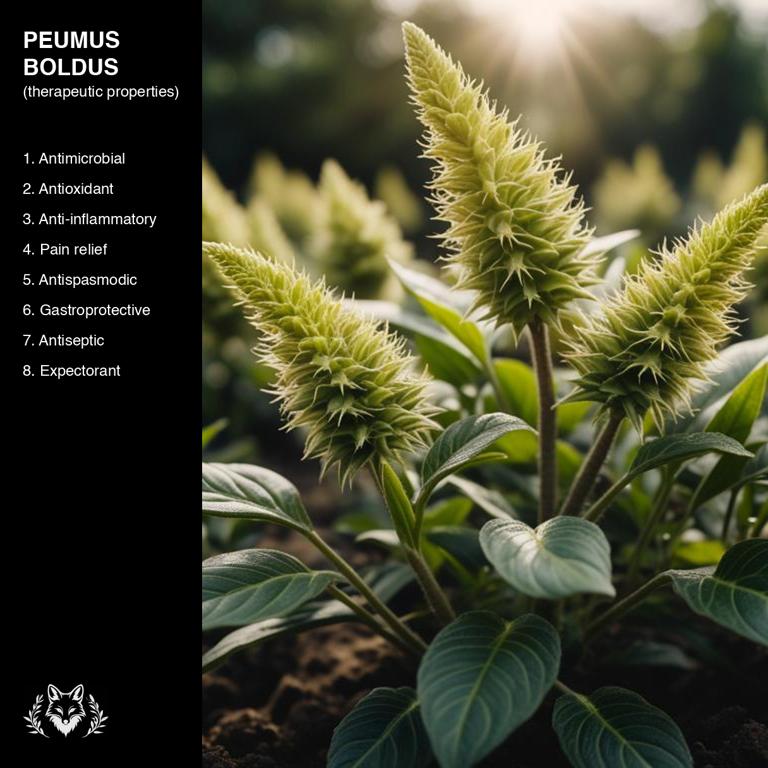 PEUMUS
BOLDUS
(therapeutic properties)
1. Antimicrobial
2. Antioxidant
3. Anti-inflammatory
4. Pain relief
5. Antispasmodic
6. Gastroprotective
7. Antiseptic
8. Expectorant